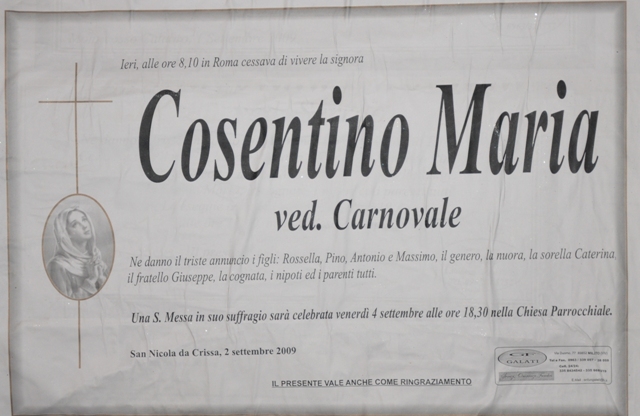 Ieri, alle ore 8,10 in Roma cessava di vivere la signora
Cosentino Maria
ved. Carnovale
Ne danno il triste annuncio i figli: Rossella, Pino, Antonio e Massimo, il genero, la nuora, la sorella Caterina,
il fratello Giuseppe, la cognata, i nipoti ed i parenti tutti.
Una S. Messa in suo suffragio sarà celebrata venerdì 4 settembre alle ore 18,30 nella Chiesa Parrocchiale.
San Nicola da Crissa, 2 settembre 2009
GALATI
IL PRESENTE VALE ANCHE COME RINGRAZIAMENTO